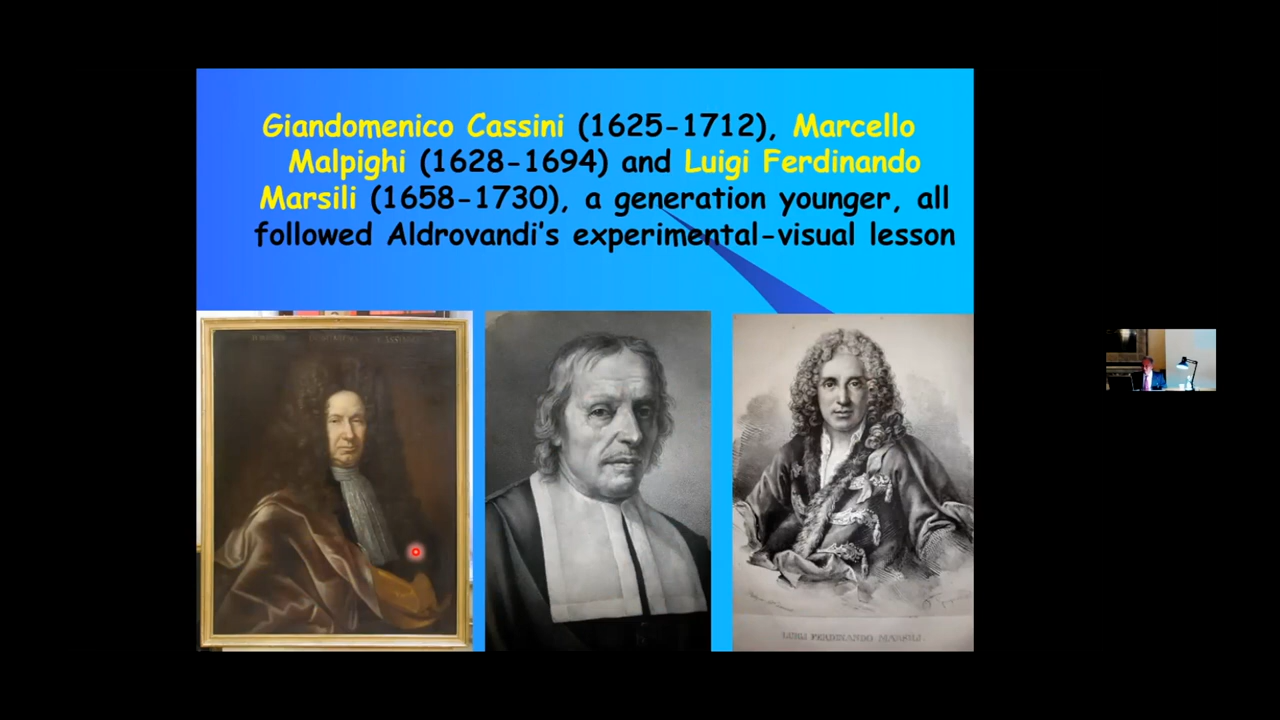 Giandomenico Cassini (1625-1712), Marcello
Malpighi (1628-1694) and Luigi Ferdinando
Marsili (1658-1730), a generation younger, all
followed Aldrovandi's experimental-visual lesson
LUIGI FERDINANDO MARSILI